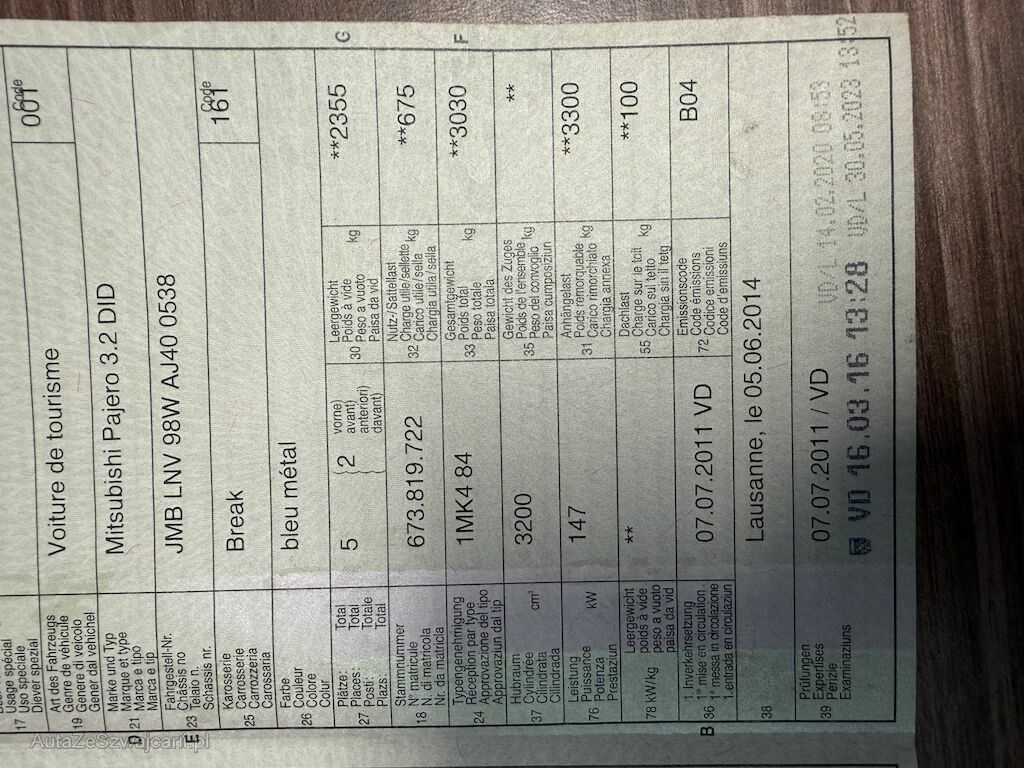 Usage spécial
Uso speciale
17 Diever spezial
Code
001
Art des Fahrzeugs
Genre de véhicule
19 Genere di veicolo
Gener dal vehichel
Voiture de tourisme
Marke und Typ
Marque et type
D 21 Marca e tipo
Marca e tip
Mitsubishi Pajero 3.2 DID
Fahrgestell-Nr.
Châssis no
E 23 Telaio n.
Schassis nr.
JMB LNV 98W AJ40 0538
Karosserie
Carrosserie
25 Carrozzeria
Carossaria
Break
Code
161
Farbe
Couleur
26 Colore
Colur
bleu métal
Plätze: Total
Places: Total
27 Posti: Totale
Plazs: Total
5
2
vorne)
avant)
anteriori)
davant)
Leergewicht
Poids à vide
30 Peso a vuoto kg
Paisa da vid
**2355
G
Stammnummer
N° matricule
18 N. di matricola
Nr. da matricla
673.819.722
Nutz-/Sattellast
Charge utile/sellette kg
32 Carico utile/sella
Chargia utila/sella
**675
Typengenehmigung
Réception par type
24 Approvazione del tipo
Approvaziun dal tip
1MK4 84
Gesamtgewicht
Poids total
33 Peso totale kg
Paisa totala
**3030
F
Hubraum
Cylindrée
37 Cilindrata cm³
Cilindrada
3200
Gewicht des Zuges
Poids de l'ensemble kg
35 Peso del convoglio
Paisa cumposiziun
**
Leistung
Puissance
76 Potenza kW
Prestaziun
147
Anhängelast
Poids remorquable kg
31 Carico rimorchiato
Chargia annexa
**3300
Leergewicht
poids à vide
78 kW/kg peso a vuoto
paisa da vid
**
Dachlast
Charge sur le toit
55 Carico sul tetto kg
Chargia sin il tetg
**100
1. Inverkehrsetzung
1re mise en circulation
B 36 1a messa in circolazione
1. entrada en circulaziun
07.07.2011 VD
Emissionscode
Code émissions
72 Codice emissioni
Code d'emissiuns
B04
38
Lausanne, le 05.06.2014
Prüfungen
Expertises
39 Perizie
Examinaziuns
07.07.2011 / VD
VD/L 14.02.2020 08:53
VD 16.03.16 13:28
VD/L 30.05.2023 13:52
AutaZeSzwajcarii.pl